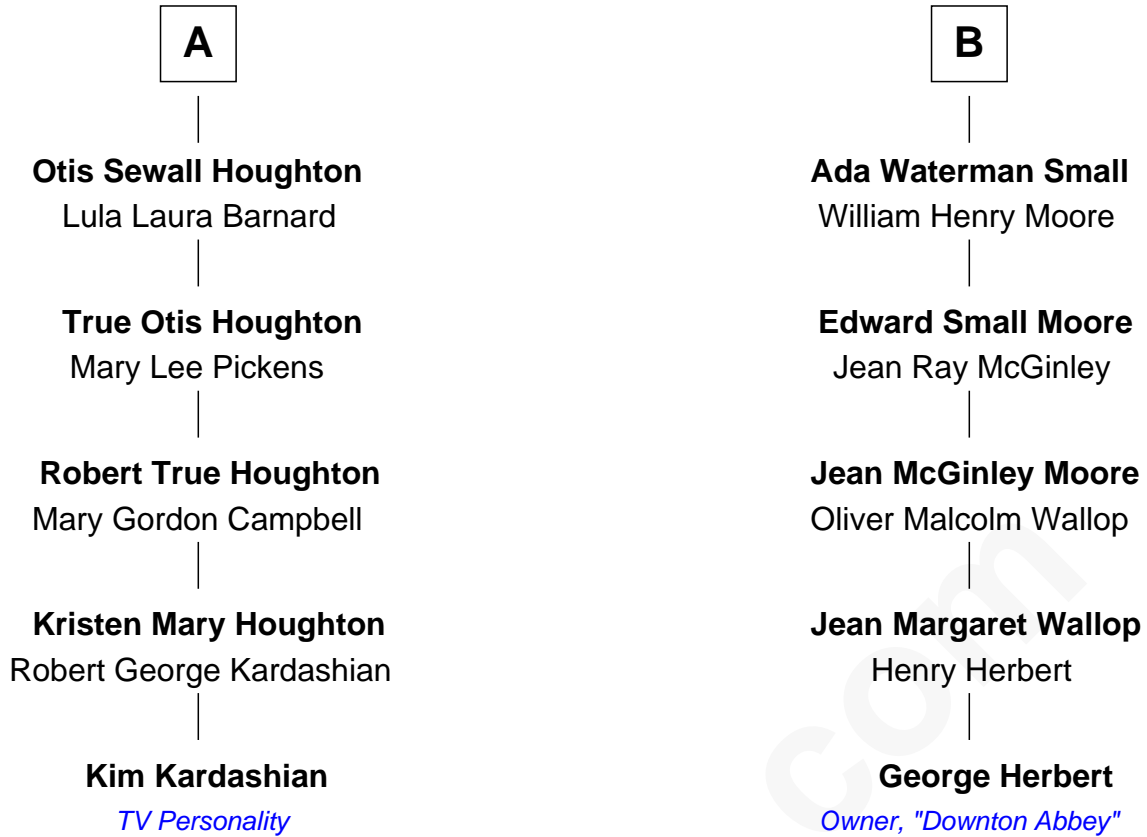 A
Otis Sewall Houghton
Lula Laura Barnard
True Otis Houghton
Mary Lee Pickens
Robert True Houghton
Mary Gordon Campbell
Kristen Mary Houghton
Robert George Kardashian
Kim Kardashian
TV Personality
B
Ada Waterman Small
William Henry Moore
Edward Small Moore
Jean Ray McGinley
Jean McGinley Moore
Oliver Malcolm Wallop
Jean Margaret Wallop
Henry Herbert
George Herbert
Owner, "Downton Abbey"
com